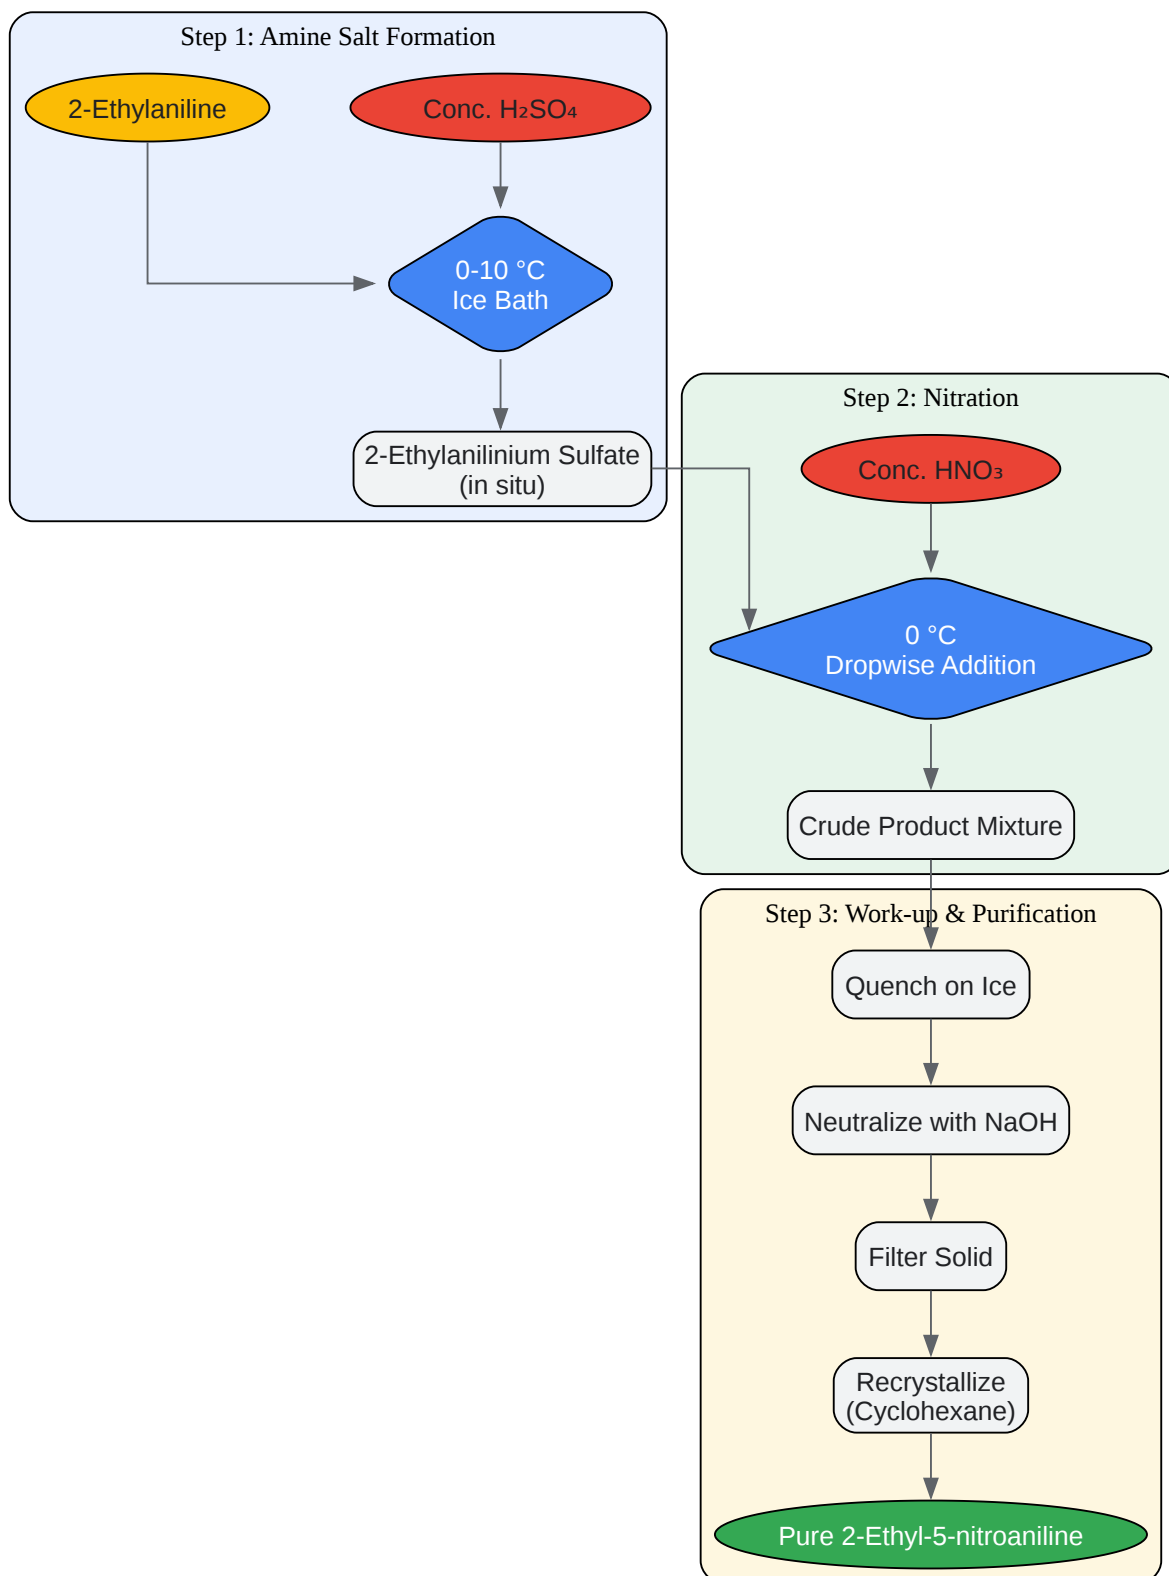 Step 1: Amine Salt Formation
2-Ethylaniline
Conc. H₂SO₄
0-10 °C
Ice Bath
2-Ethylanilinium Sulfate
(in situ)
Step 2: Nitration
Conc. HNO₃
0 °C
Dropwise Addition
Crude Product Mixture
Step 3: Work-up & Purification
Quench on Ice
Neutralize with NaOH
Filter Solid
Recrystallize
(Cyclohexane)
Pure 2-Ethyl-5-nitroaniline